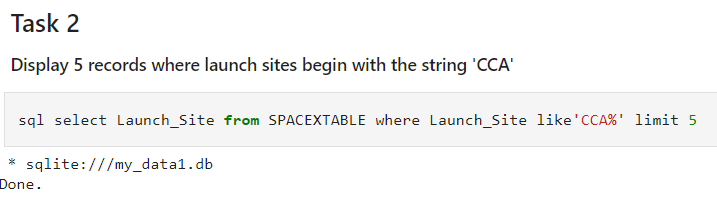 Task 2
Display 5 records where launch sites begin with the string 'CCA'
sql select Launch_Site from SPACEXTABLE where Launch_Site like'CCA%' limit 5
* sqlite:///my_data1.db
Done.